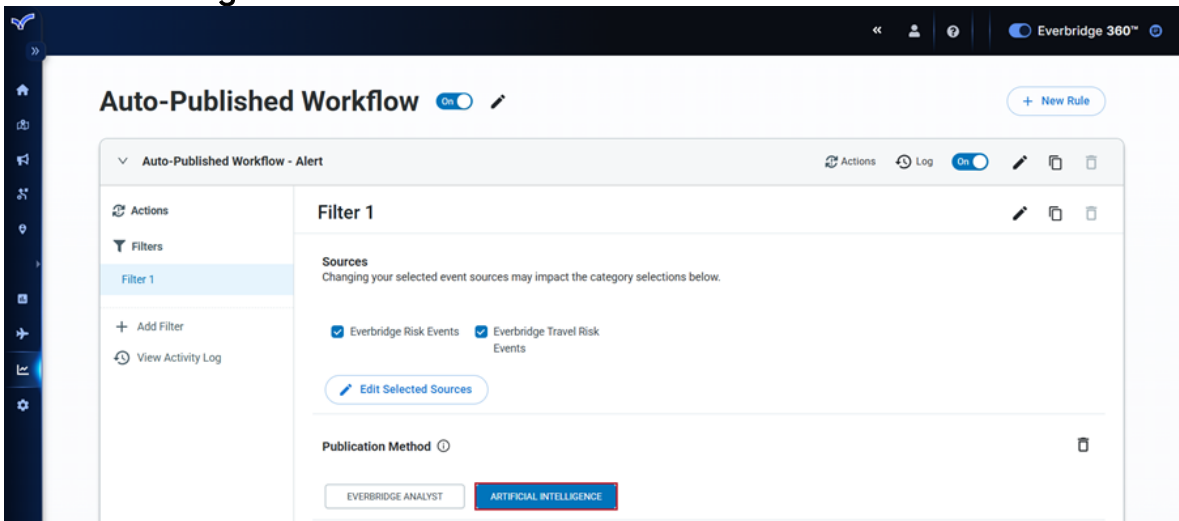 Everbridge 360™
Auto-Published Workflow On
+ New Rule
Auto-Published Workflow - Alert
Actions
Log
On
Actions
Filter 1
Filters
Filter 1
Sources
Changing your selected event sources may impact the category selections below.
+ Add Filter
View Activity Log
Everbridge Risk Events
Everbridge Travel Risk
Events
Edit Selected Sources
Publication Method
EVERBRIDGE ANALYST
ARTIFICIAL INTELLIGENCE